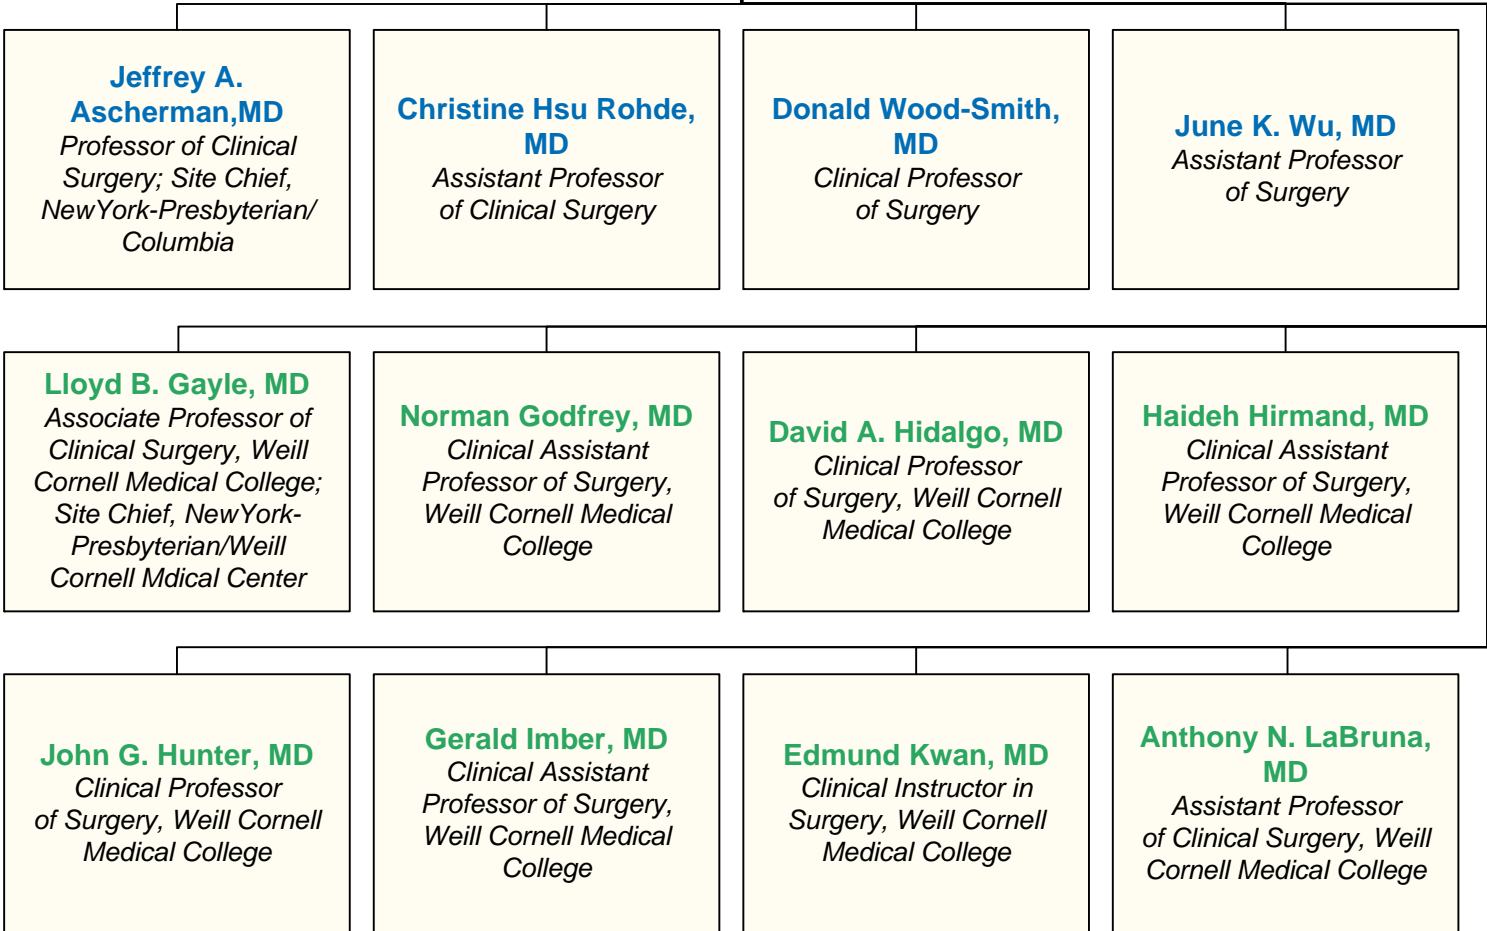 Jeffrey A.
Ascherman,MD
Professor of Clinical
Surgery; Site Chief,
NewYork-Presbyterian/
Columbia
Christine Hsu Rohde,
MD
Assistant Professor
of Clinical Surgery
Donald Wood-Smith,
MD
Clinical Professor
of Surgery
June K. Wu, MD
Assistant Professor
of Surgery
Lloyd B. Gayle, MD
Associate Professor of
Clinical Surgery, Weill
Cornell Medical College;
Site Chief, NewYork-
Presbyterian/Weill
Cornell Mdical Center
Norman Godfrey, MD
Clinical Assistant
Professor of Surgery,
Weill Cornell Medical
College
David A. Hidalgo, MD
Clinical Professor
of Surgery, Weill Cornell
Medical College
Haideh Hirmand, MD
Clinical Assistant
Professor of Surgery,
Weill Cornell Medical
College
John G. Hunter, MD
Clinical Professor
of Surgery, Weill Cornell
Medical College
Gerald Imber, MD
Clinical Assistant
Professor of Surgery,
Weill Cornell Medical
College
Edmund Kwan, MD
Clinical Instructor in
Surgery, Weill Cornell
Medical College
Anthony N. LaBruna,
MD
Assistant Professor
of Clinical Surgery, Weill
Cornell Medical College